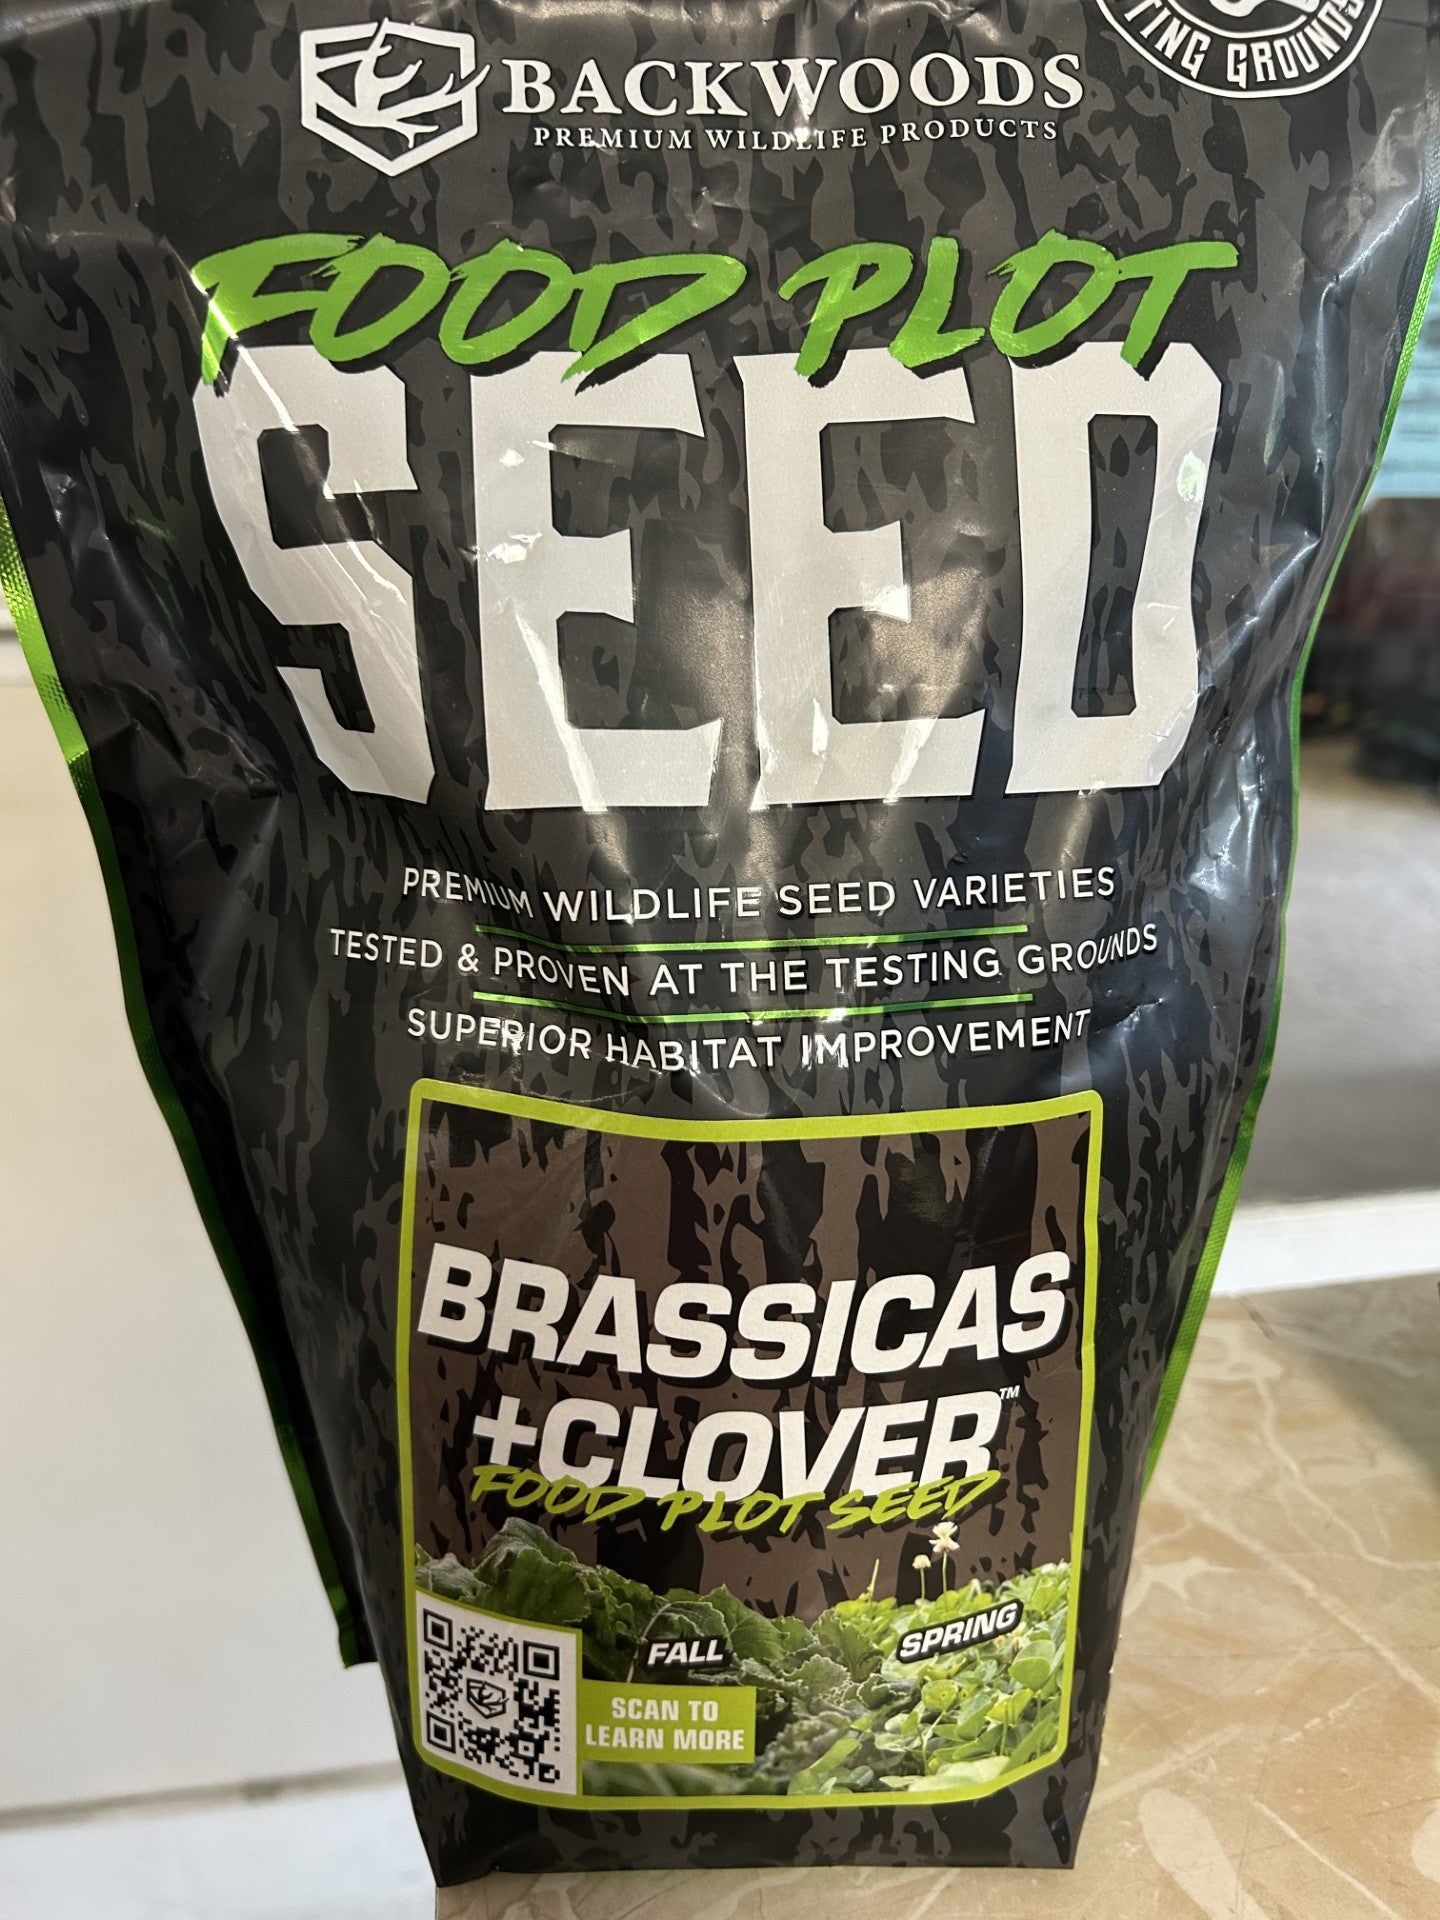 TING GROUNDS
BACKWOODS
PREMIUM WILDLIFE PRODUCTS
FOOD PLOT
SEED
PREMIUM WILDLIFE SEED VARIETIES
TESTED & PROVEN AT THE TESTING GROUNDS
SUPERIOR HABITAT IMPROVEMENT
BRASSICAS
+CLOVER™
FOOD PLOT SEED
FALL
SPRING
SCAN TO
LEARN MORE